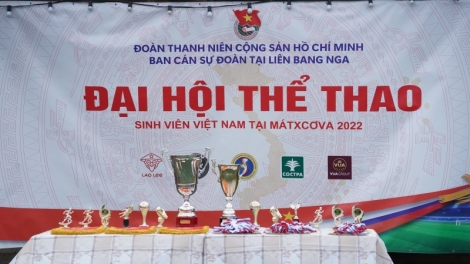 ĐOÀN THANH NIÊN CỘNG SẢN HỒ CHÍ MINH
BAN CÁN SỰ ĐOÀN TẠI LIÊN BANG NGA
ĐẠI HỘI THỂ THAO
SINH VIÊN VIỆT NAM TẠI MÁTXCƠVA 2022
СОСТРА